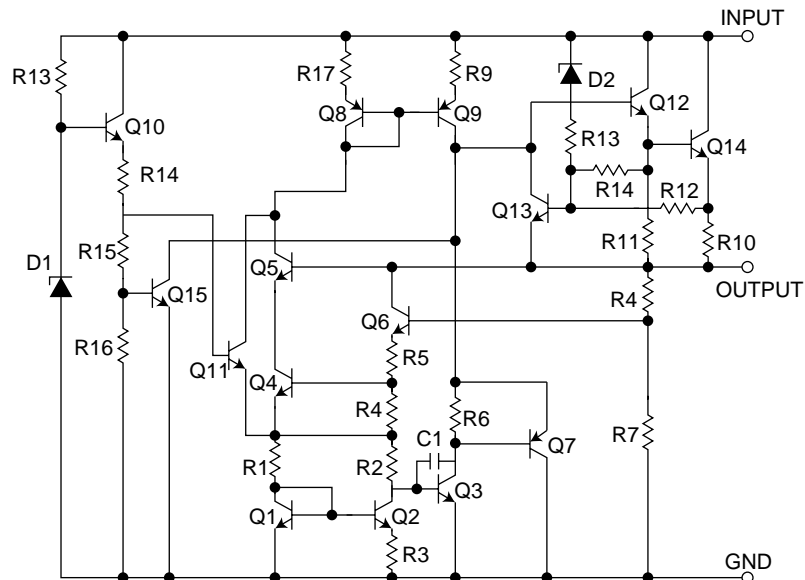 INPUT
R13
R17
R9
D2
Q10
Q8
Q9
Q12
R13
Q14
R14
R14
R12
Q13
R15
R11
R10
D1
Q5
Q15
OUTPUT
Q6
R4
R16
R5
Q11
Q4
R4
R6
C1
R7
Q7
R1
R2
Q3
Q1
Q2
R3
GND